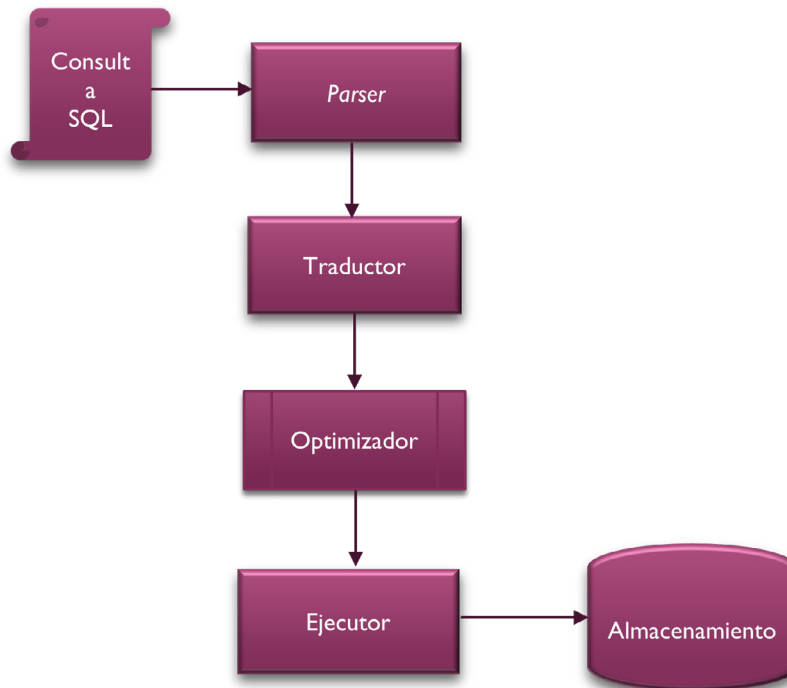 Consult
a
SQL
Parser
Traductor
Optimizador
Ejecutor
Almacenamiento